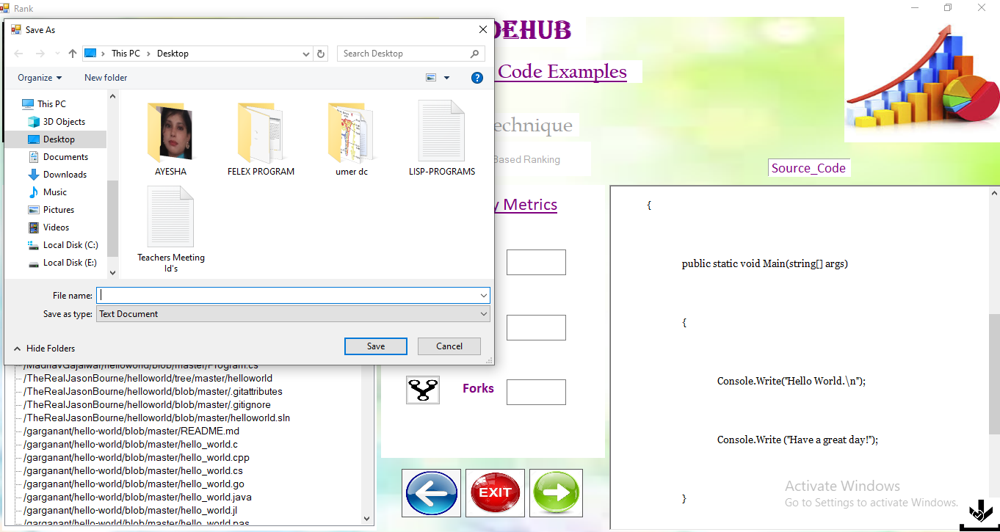 Rank
Save As
This PC
Desktop
Search Desktop
Organize
New folder
?
This PC
3D Objects
Desktop
Documents
Downloads
Music
Pictures
Videos
Local Disk (C:)
Local Disk (E:)
AYESHA
FELEX PROGRAM
umer dc
LISP-PROGRAMS
Teachers Meeting
Id's
File name:
Save as type:
Text Document
Hide Folders
Save
Cancel
Code Examples
Based Ranking
Metrics
Forks
/MadhavGajalwar/helloworld/blob/master/Program.cs
/TheRealJasonBourne/helloworld/tree/master/helloworld
/TheRealJasonBourne/helloworld/blob/master/.gitattributes
/TheRealJasonBourne/helloworld/blob/master/.gitignore
/TheRealJasonBourne/helloworld/blob/master/helloworld.sln
/garganant/hello-world/blob/master/README.md
/garganant/hello-world/blob/master/hello_world.c
/garganant/hello-world/blob/master/hello_world.cpp
/garganant/hello-world/blob/master/hello_world.cs
/garganant/hello-world/blob/master/hello_world.go
/garganant/hello-world/blob/master/hello_world.java
/garganant/hello-world/blob/master/hello_world.jl
/garganant/hello-world/blob/master/hello_world.pas
EXIT
Source_Code
{
public static void Main(string[] args)
{
Console.Write("Hello World.\n");
Console.Write ("Have a great day!");
}
Activate Windows
Go to Settings to activate Windows.